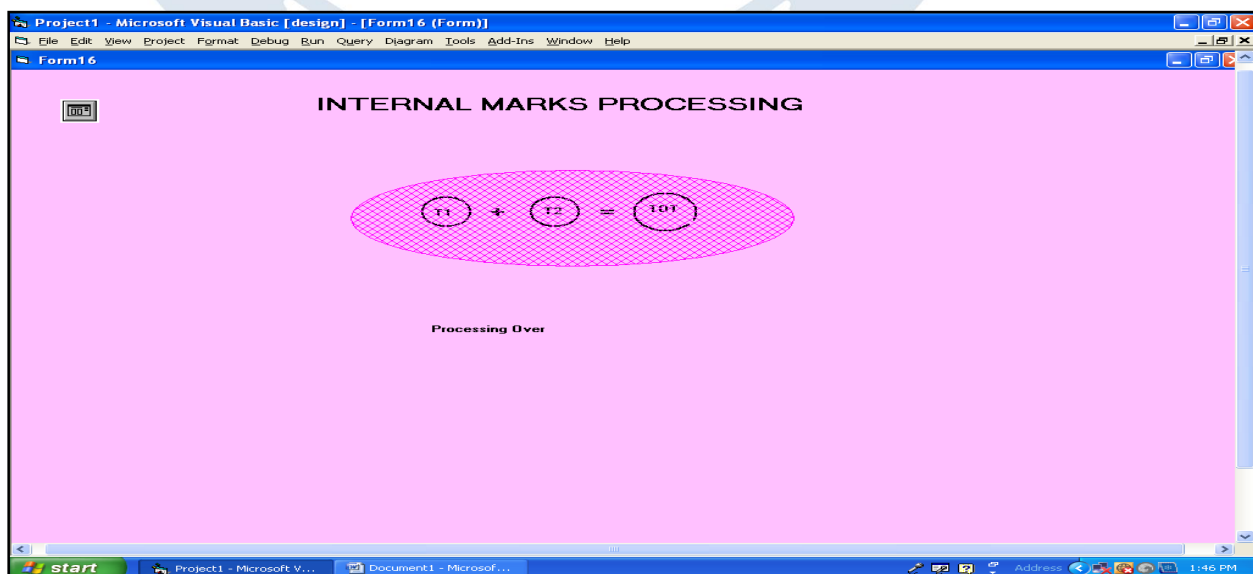 Project1 - Microsoft Visual Basic [design] - [Form16 (Form)]
File Edit View Project Format Debug Run Query Diagram Tools Add-Ins Window Help
Form16
INTERNAL MARKS PROCESSING
T1 + T2 = TOT
Processing Over
start Project1 - Microsoft V... Document1 - Microsof... Address 1:46 PM